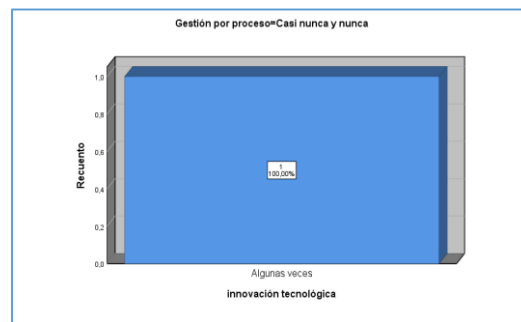 Gestión por proceso=Casi nunca y nunca
Recuento
1,0
0,8
0,6
0,4
0,2
0,0
1
100,00%
Algunas veces
innovación tecnológica